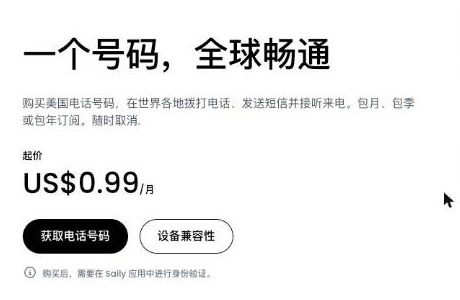 一个号码，全球畅通
购买美国电话号码，在世界各地拨打电话、发送短信并接听来电。包月、包季
或包年订阅。随时取消.
起价
US$0.99/月
获取电话号码 设备兼容性
购买后，需要在 Saily 应用中进行身份验证。